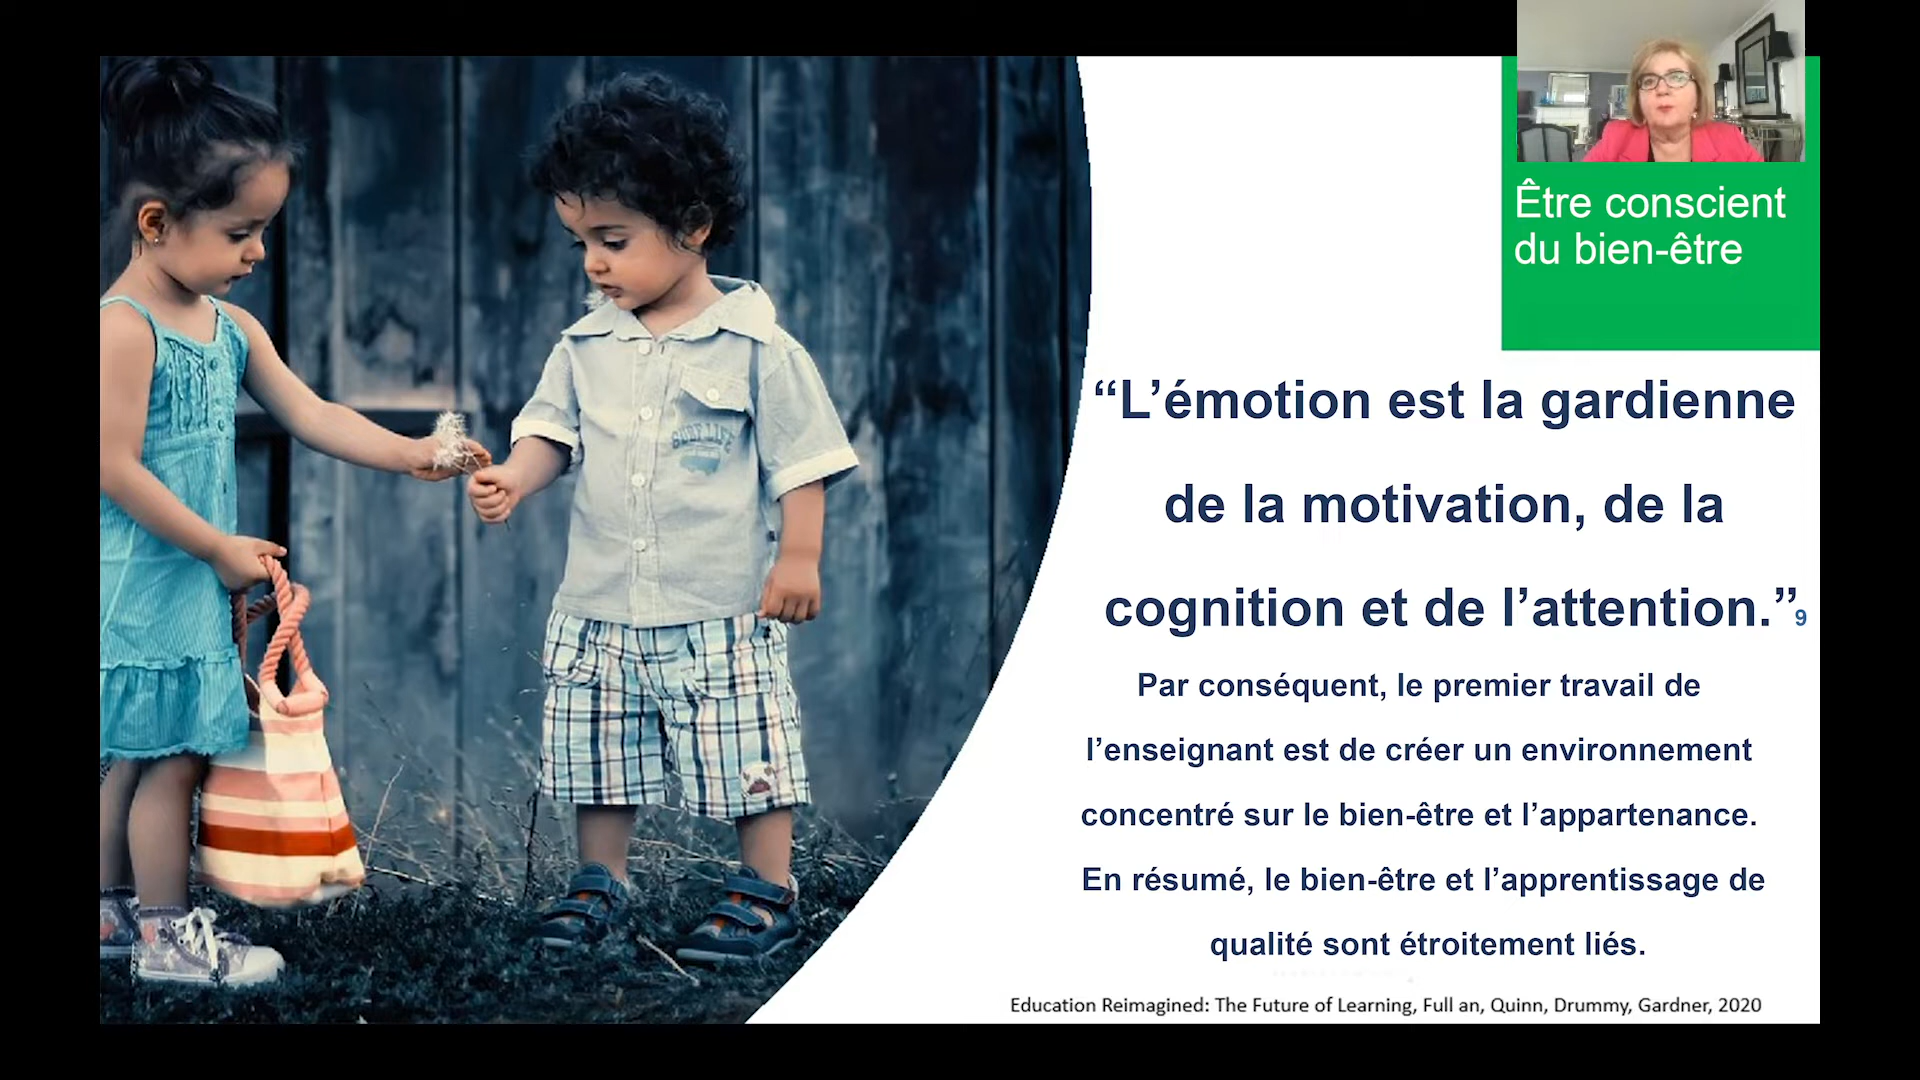 Être conscient
du bien-être
“L’émotion est la gardienne
de la motivation, de la
cognition et de l’attention.”9
Par conséquent, le premier travail de
l’enseignant est de créer un environnement
concentré sur le bien-être et l’appartenance.
En résumé, le bien-être et l’apprentissage de
qualité sont étroitement liés.
Education Reimagined: The Future of Learning, Full an, Quinn, Drummy, Gardner, 2020
SURF LIFE